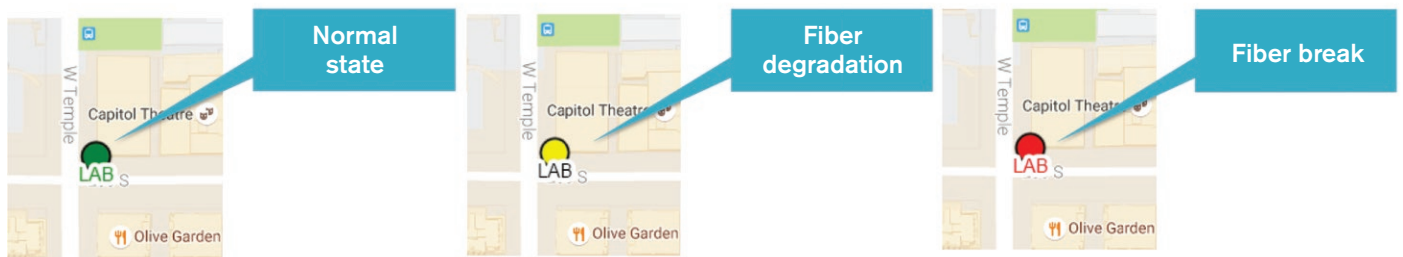 Normal
state
W Temple
Capitol Theatre
LAB
S
Olive Garden
Fiber
degradation
W Temple
Capitol Theatre
LAB
S
Olive Garden
Fiber break
W Temple
Capitol Theatre
LAB
S
Olive Garden